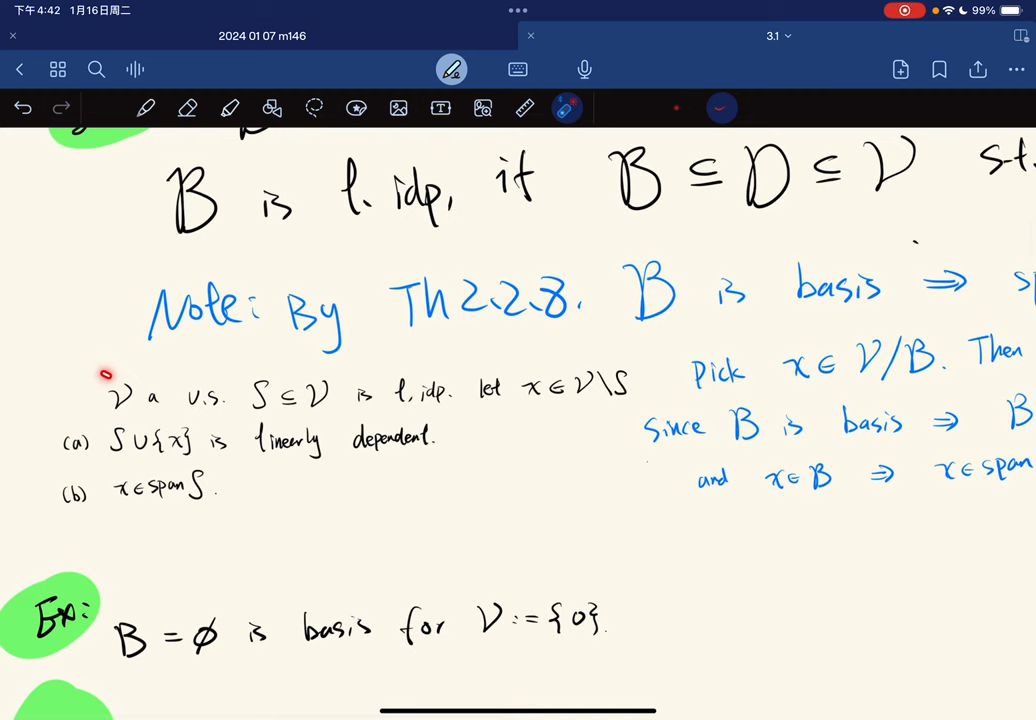 下午4:42 1月16日周二
99%
2024 01 07 m146
3.1
B is l. idp, if B ⊆ D ⊆ V s.t.
Note: By Th 2.2.8. B is basis ⇒
Pick x ∈ V/B. Then
V a v.s. S ⊆ V is l, idp. let x ∈ V\S
since B is basis ⇒ B
(a) S ∪ {x} is linearly dependent.
and x ∈ B ⇒ x ∈ span
(b) x ∈ span S.
Ex:
B = ∅ is basis for V := {0}.